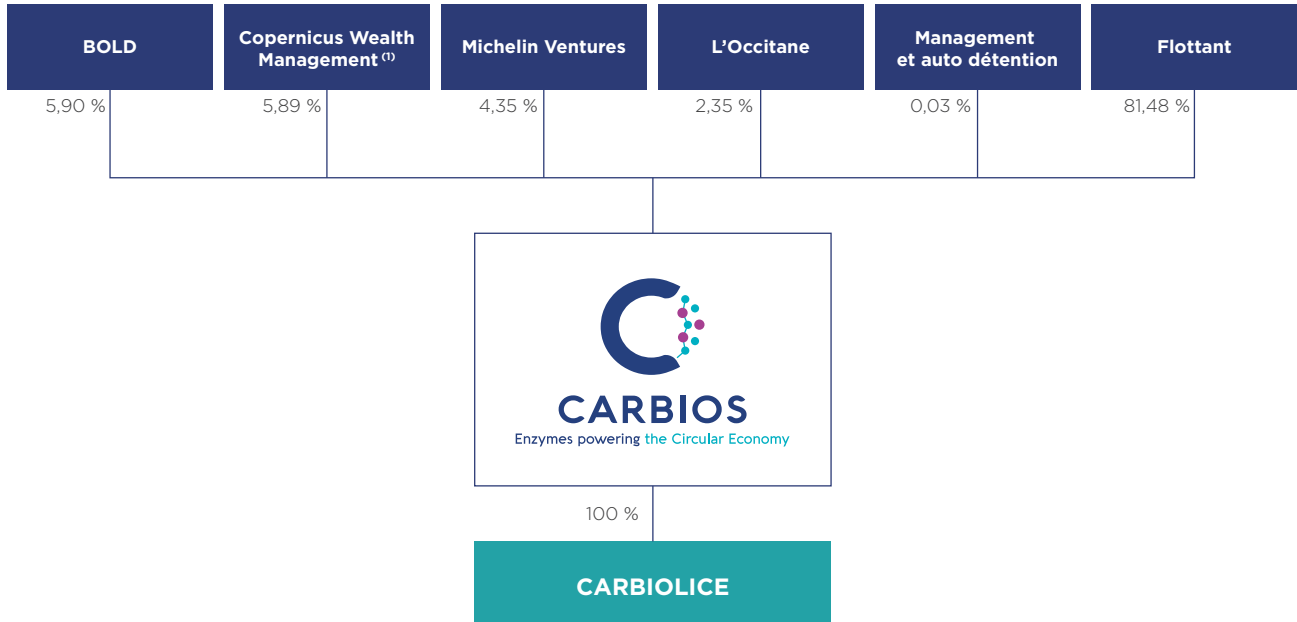 BOLD
Copernicus Wealth
Management (1)
Michelin Ventures
L'Occitane
Management
et auto détention
Flottant
5,90 %
5,89 %
4,35 %
2,35 %
0,03 %
81,48 %
CARBIOS
Enzymes powering the Circular Economy
100 %
CARBIOLICE